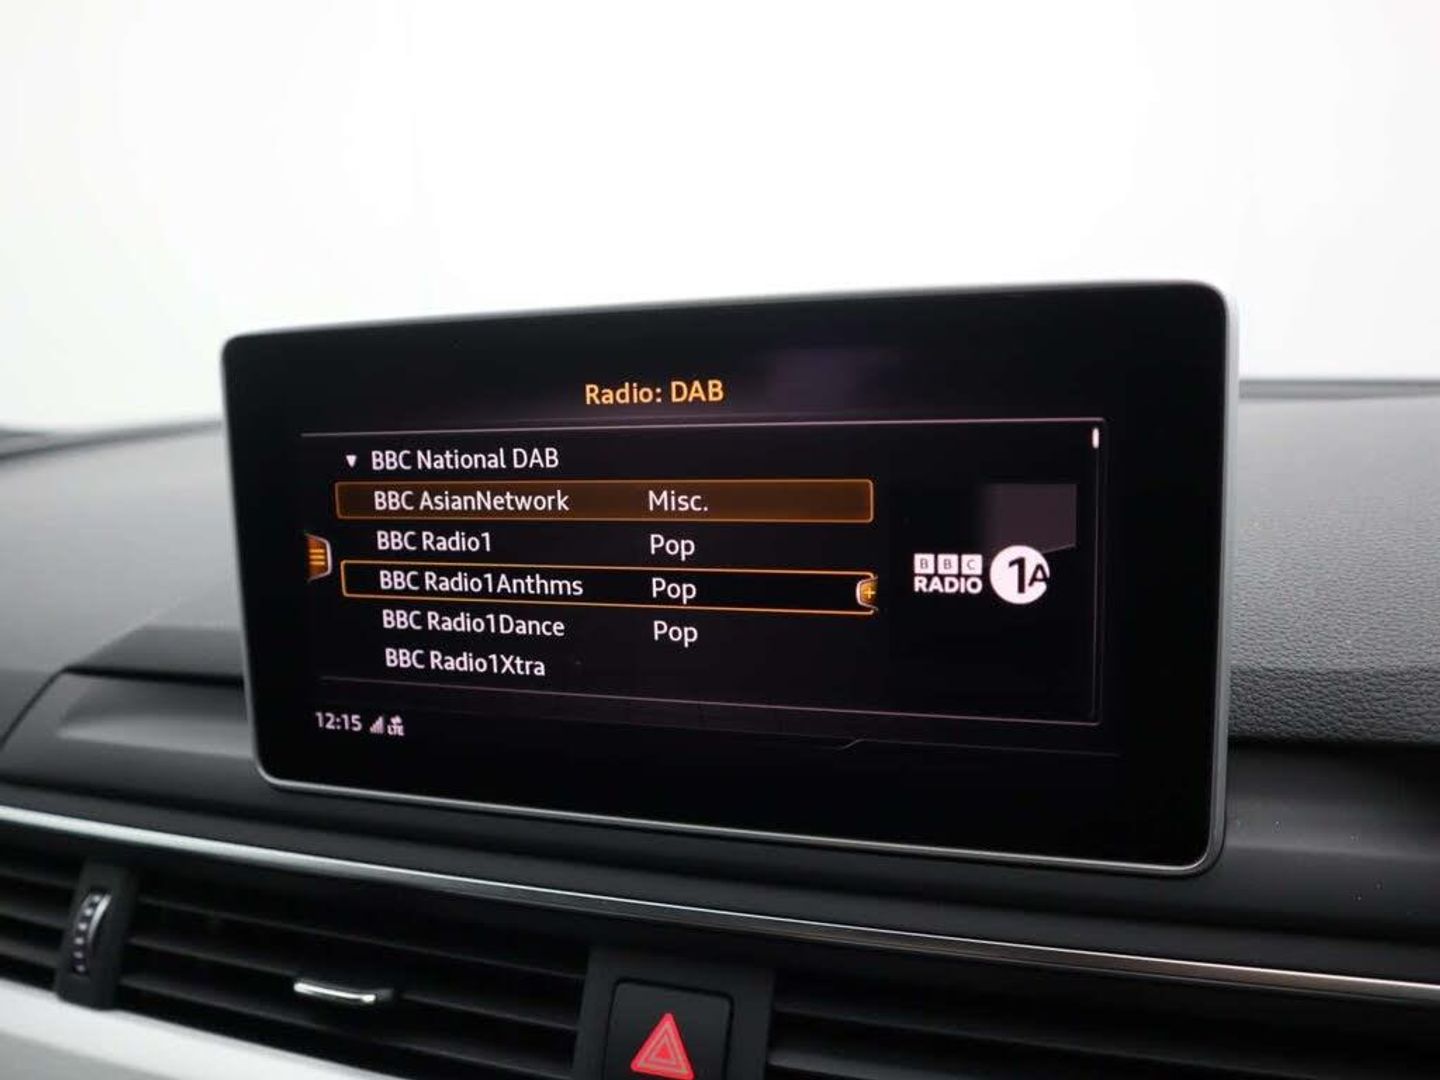 Radio: DAB
BBC National DAB
BBC AsianNetwork Misc.
BBC Radio1 Pop
BBC Radio1Anthms Pop
BBC Radio1Dance Pop
BBC Radio1Xtra
BBC
RADIO 1A
12:15 LTE